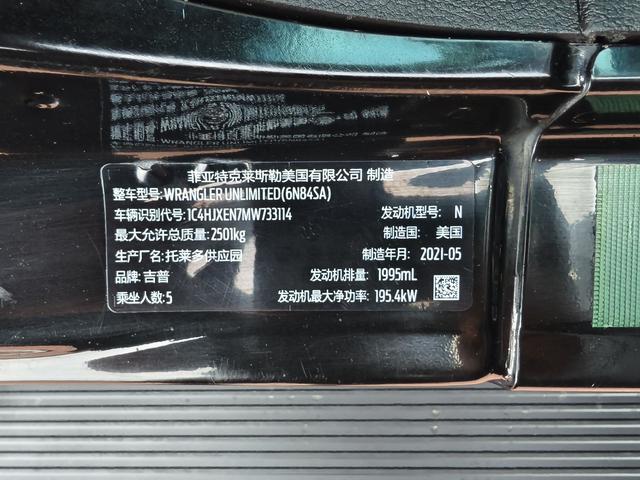 菲亚特克莱斯勒美国有限公司 制造
整车型号: WRANGLER UNLIMITED(6N84SA)
车辆识别代号:1C4HJXEN7MW733114 发动机型号: N
最大允许总质量:2501kg 制造国: 美国
生产厂名:托莱多供应园 制造年月: 2021-05
品牌:吉普 发动机排量: 1995mL
乘坐人数:5 发动机最大净功率: 195.4kW